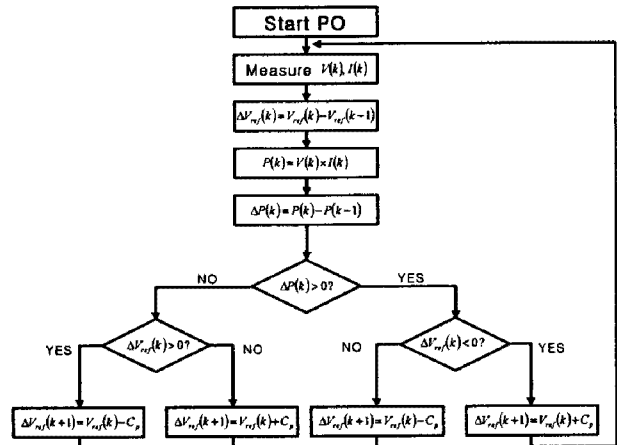 Start PO
Measure V(k), I(k)
ΔV_ref(k)=V_ref(k)−V_ref(k−1)
P(k)=V(k)×I(k)
ΔP(k)=P(k)−P(k−1)
NO
ΔP(k)>0?
YES
YES
ΔV_ref(k)>0?
NO
NO
ΔV_ref(k)<0?
YES
ΔV_ref(k+1)=V_ref(k)−C_p
ΔV_ref(k+1)=V_ref(k)+C_p
ΔV_ref(k+1)=V_ref(k)−C_p
ΔV_ref(k+1)=V_ref(k)+C_p